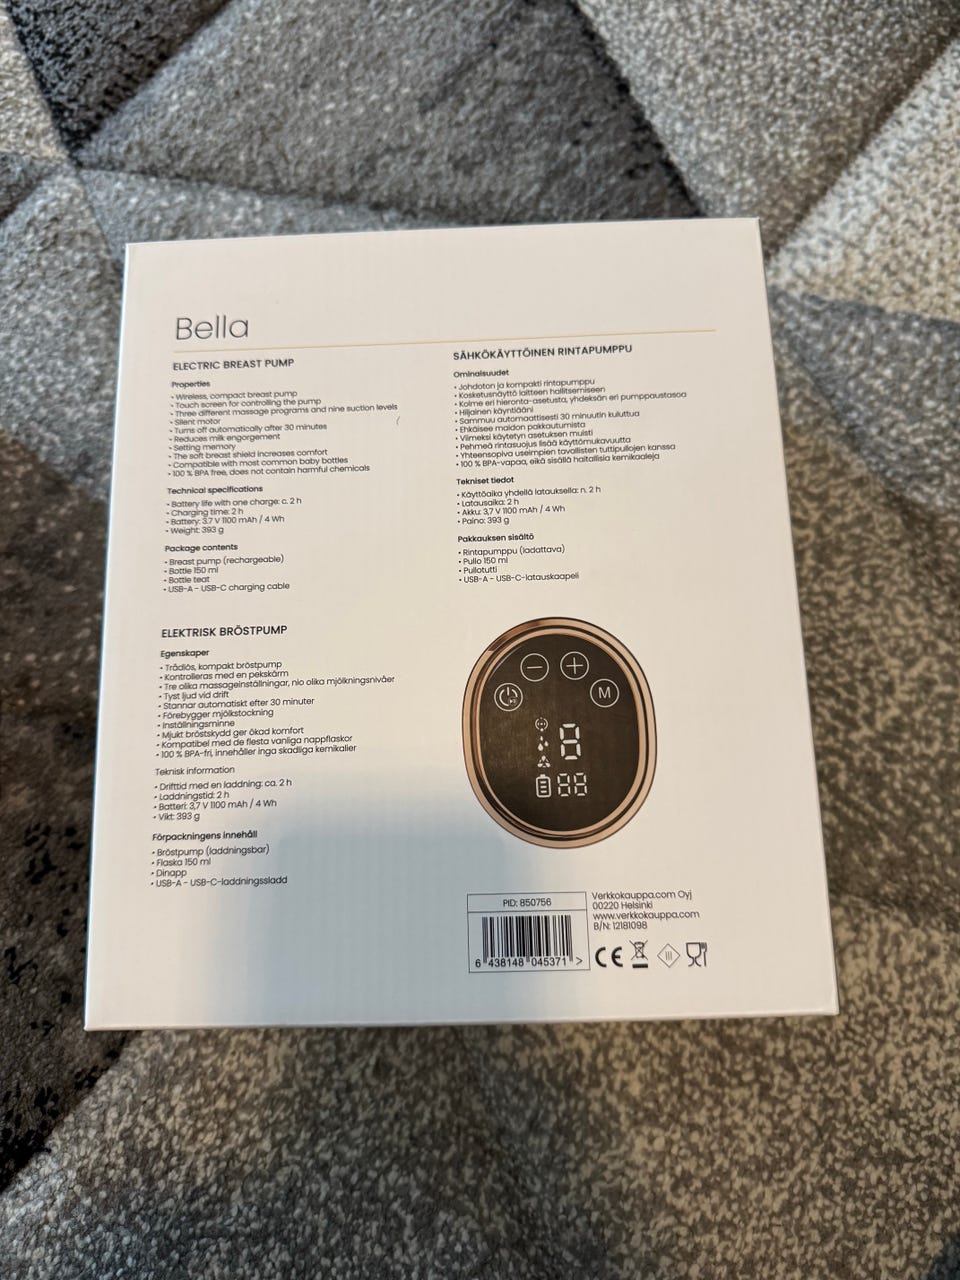 Bella
ELECTRIC BREAST PUMP
Properties
• Wireless, compact breast pump
• Touch screen for controlling the pump
• Three different massage programs and nine suction levels
• Silent motor
• Turns off automatically after 30 minutes
• Reduces milk engorgement
• Setting memory
• The soft breast shield increases comfort
• Compatible with most common baby bottles
• 100 % BPA free, does not contain harmful chemicals
Technical specifications
• Battery life with one charge: c. 2 h
• Charging time: 2 h
• Battery: 3.7 V 1100 mAh / 4 Wh
• Weight: 393 g
Package contents
• Breast pump (rechargeable)
• Bottle 150 ml
• Bottle teat
• USB-A - USB-C charging cable
SÄHKÖKÄYTTÖINEN RINTAPUMPPU
Ominaisuudet
• Johdoton ja kompakti rintapumppu
• Kosketusnäyttö laitteen hallitsemiseen
• Kolme eri hieronta-asetusta, yhdeksän eri pumppaustasoa
• Hiljainen käyntiääni
• Sammuu automaattisesti 30 minuutin kuluttua
• Ehkäisee maidon pakkautumista
• Viimeksi käytetyn asetuksen muisti
• Pehmeä rintasuojus lisää käyttömukavuutta
• Yhteensopiva useimpien tavallisten tuttipullojen kanssa
• 100 % BPA-vapaa, eikä sisällä haitallisia kemikaaleja
Tekniset tiedot
• Käyttöaika yhdellä latauksella: n. 2 h
• Latausaika: 2 h
• Akku: 3,7 V 1100 mAh / 4 Wh
• Paino: 393 g
Pakkauksen sisältö
• Rintapumppu (ladattava)
• Pullo 150 ml
• Pullotutti
• USB-A - USB-C-latauskaapeli
ELEKTRISK BRÖSTPUMP
Egenskaper
• Trådlös, kompakt bröstpump
• Kontrolleras med en pekskärm
• Tre olika massageinställningar, nio olika mjölkningsnivåer
• Tyst ljud vid drift
• Stannar automatiskt efter 30 minuter
• Förebygger mjölkstockning
• Inställningsminne
• Mjukt bröstskydd ger ökad komfort
• Kompatibel med de flesta vanliga nappflaskor
• 100 % BPA-fri, innehåller inga skadliga kemikalier
Teknisk information
• Drifttid med en laddning: ca. 2 h
• Laddningstid: 2 h
• Batteri: 3,7 V 1100 mAh / 4 Wh
• Vikt: 393 g
Förpackningens innehåll
• Bröstpump (laddningsbar)
• Flaska 150 ml
• Dinapp
• USB-A - USB-C-laddningssladd
M
8
88
PID: 850756
6 438148 045371 >
Verkkokauppa.com Oyj
00220 Helsinki
www.verkkokauppa.com
B/N: 12181098
CE
III